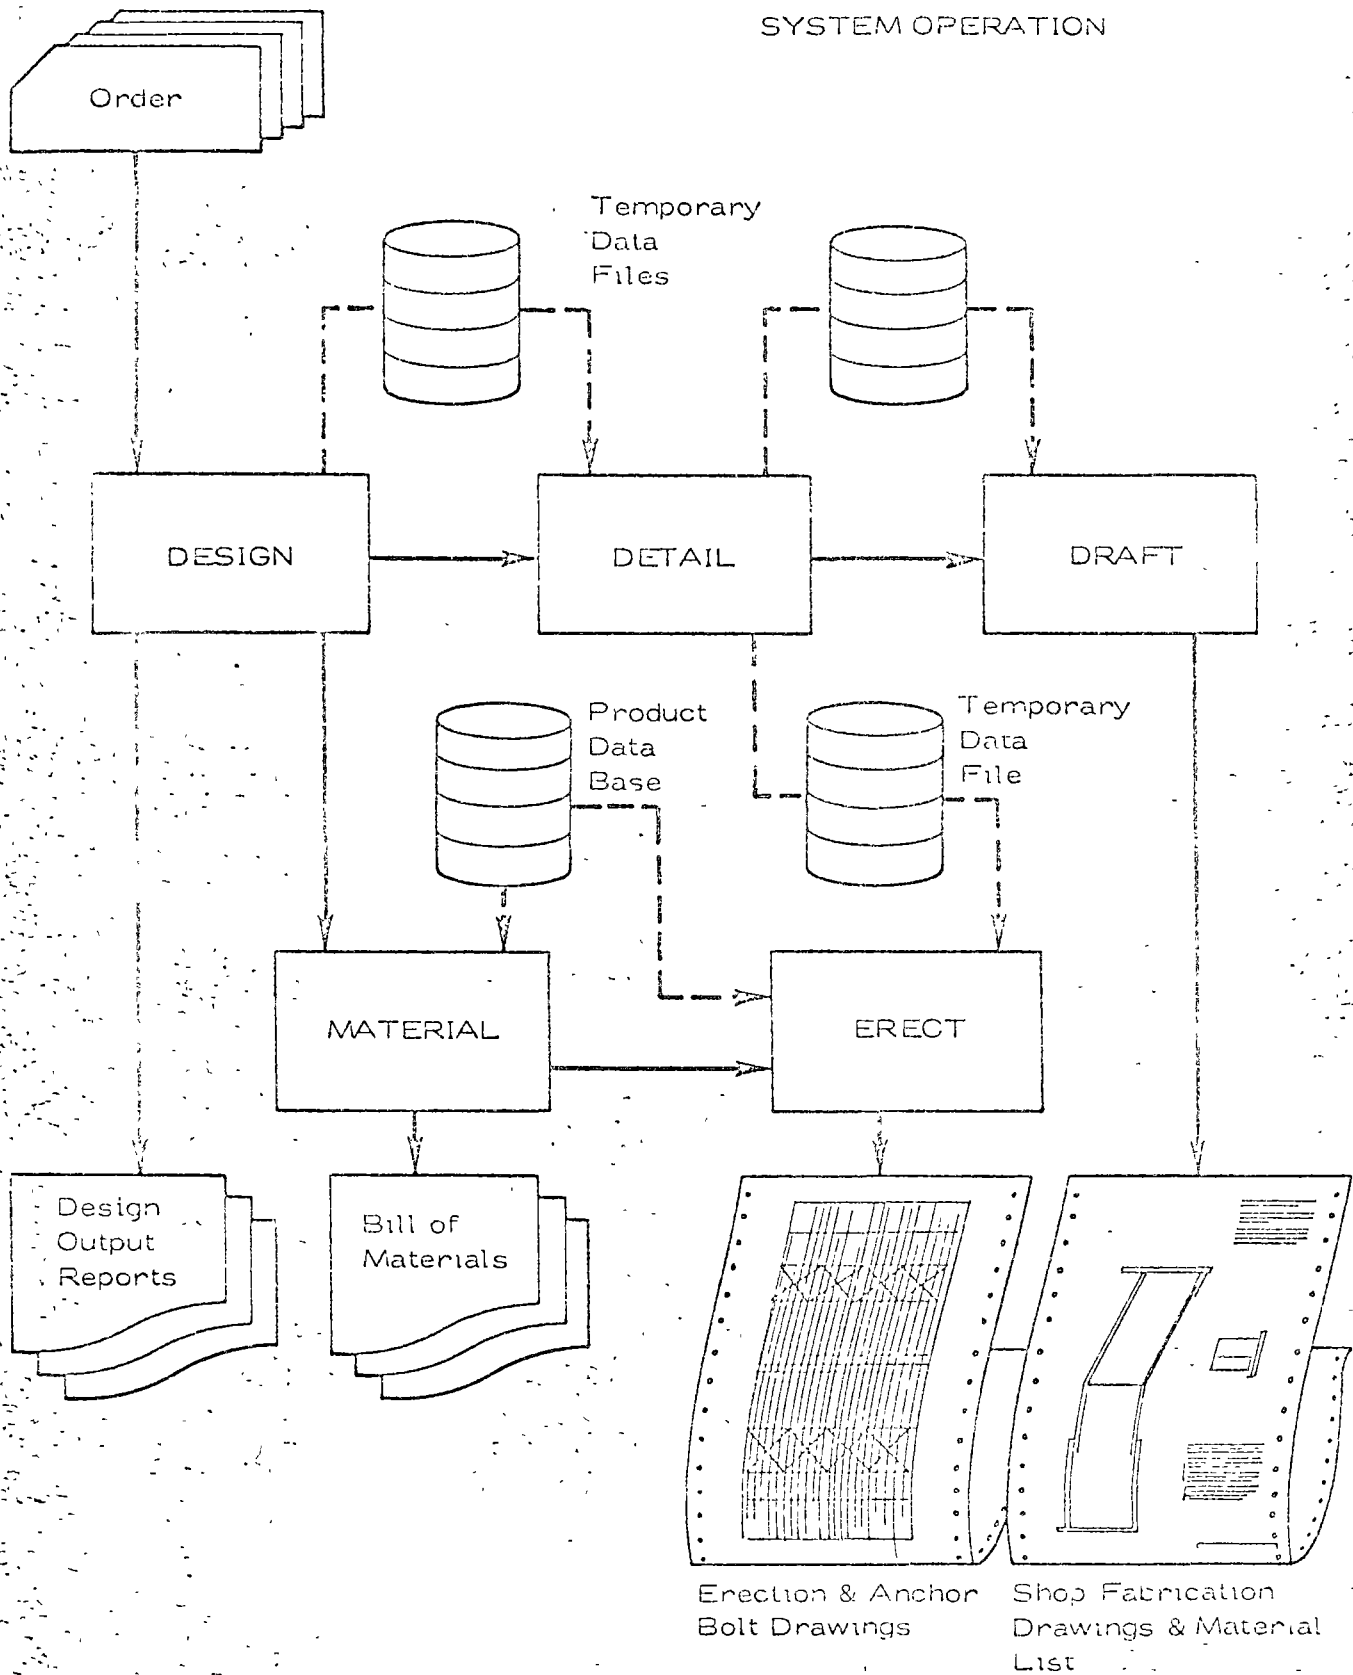 SYSTEM OPERATION
Order
Temporary
Data
Files
DESIGN
DETAIL
DRAFT
Product
Data
Base
Temporary
Data
File
MATERIAL
ERECT
Design
Output
Reports
Bill of
Materials
Erection & Anchor
Bolt Drawings
Shop Fabrication
Drawings & Material
List